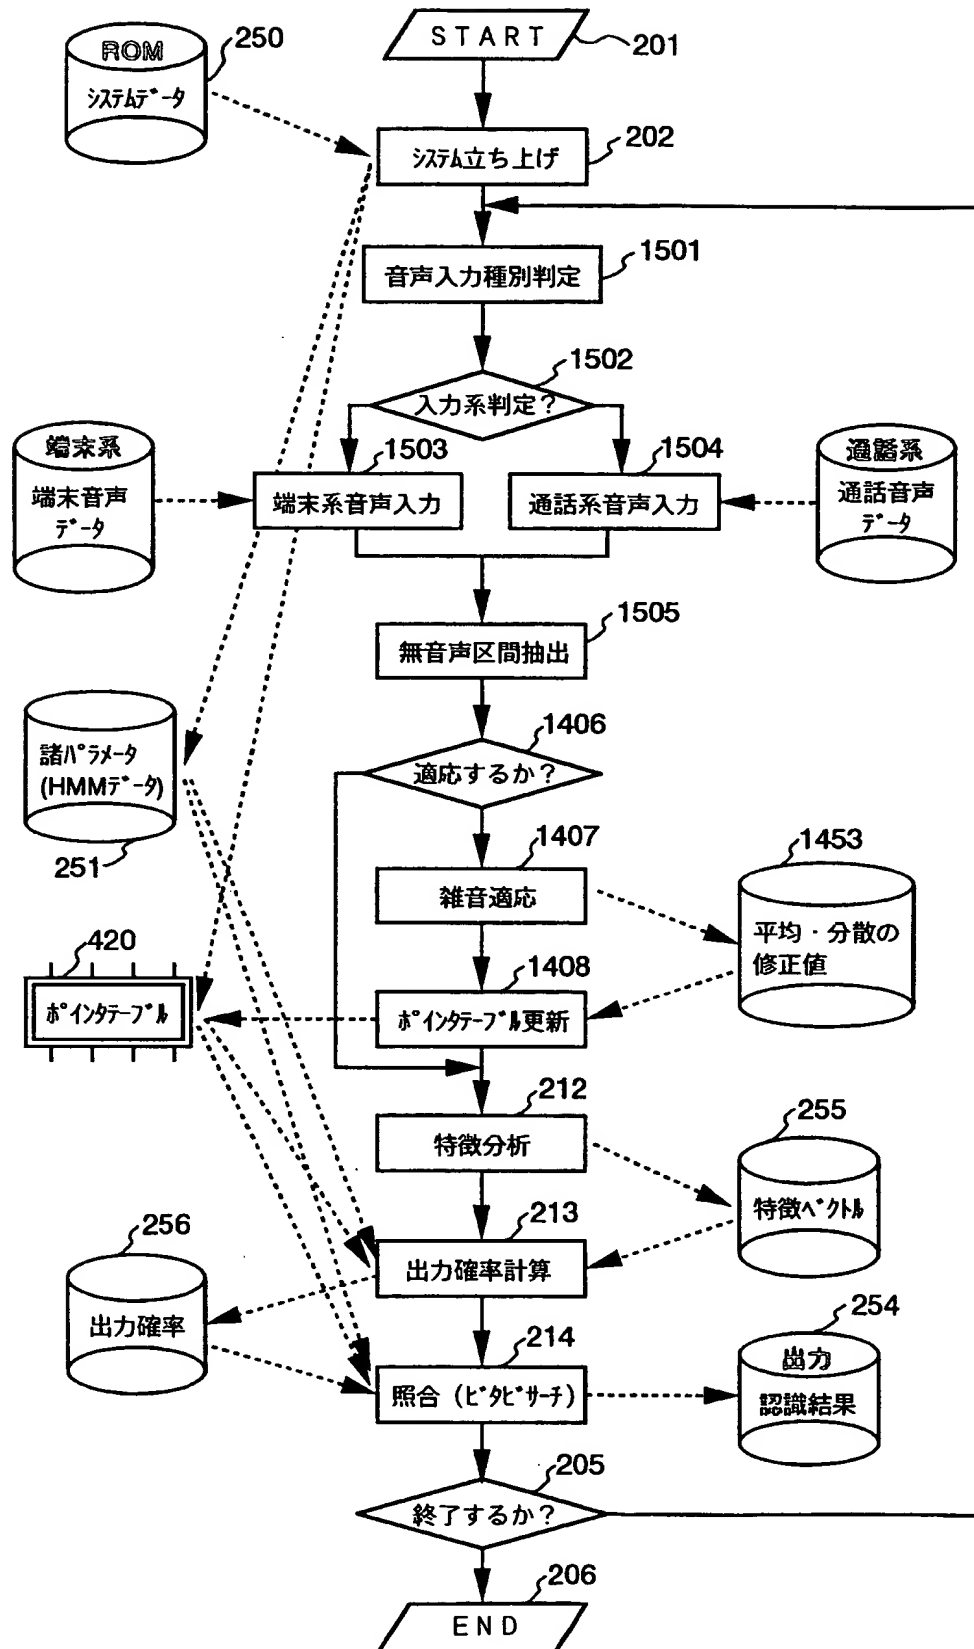 START
201
ROM
システムデータ
250
システム立ち上げ
202
音声入力種別判定
1501
入力系判定?
1502
端末系
端末音声
データ
端末系音声入力
1503
通話系音声入力
1504
通話系
通話音声
データ
無音声区間抽出
1505
諸パラメータ
(HMMデータ)
251
適応するか?
1406
雑音適応
1407
平均・分散の
修正値
1453
420
ポインタテーブル
ポインタテーブル更新
1408
特徴分析
212
特徴ベクトル
255
出力確率計算
213
出力確率
256
照合(ビタビサーチ)
214
出力
認識結果
254
終了するか?
205
END
206